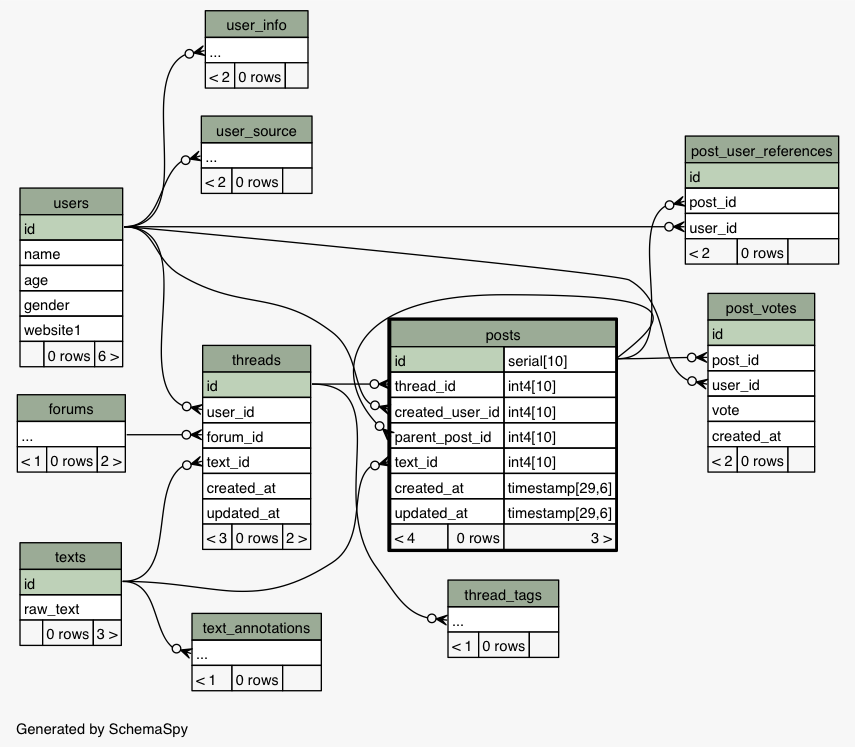 user_info
...
< 2 0 rows
user_source
...
< 2 0 rows
post_user_references
id
post_id
user_id
< 2 0 rows
users
id
name
age
gender
website1
0 rows 6 >
post_votes
id
post_id
user_id
vote
created_at
< 2 0 rows
posts
id serial[10]
thread_id int4[10]
created_user_id int4[10]
parent_post_id int4[10]
text_id int4[10]
created_at timestamp[29,6]
updated_at timestamp[29,6]
< 4 0 rows 3 >
threads
id
user_id
forum_id
text_id
created_at
updated_at
< 3 0 rows 2 >
forums
...
< 1 0 rows 2 >
texts
id
raw_text
0 rows 3 >
thread_tags
...
< 1 0 rows
text_annotations
...
< 1 0 rows
Generated by SchemaSpy